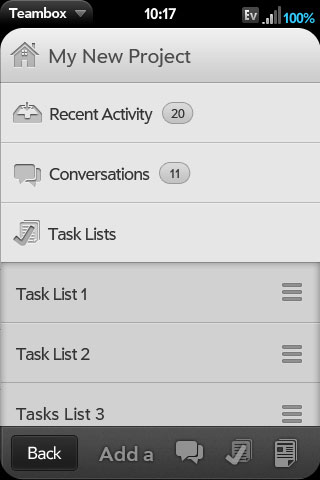 Teambox 10:17 Ev 100%
My New Project
Recent Activity 20
Conversations 11
Task Lists
Task List 1
Task List 2
Tasks List 3
Back Add a